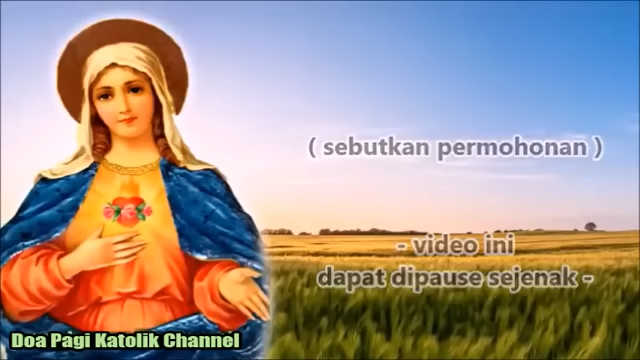 ( sebutkan permohonan )
- video ini
dapat dipause sejenak -
Doa Pagi Katolik Channel